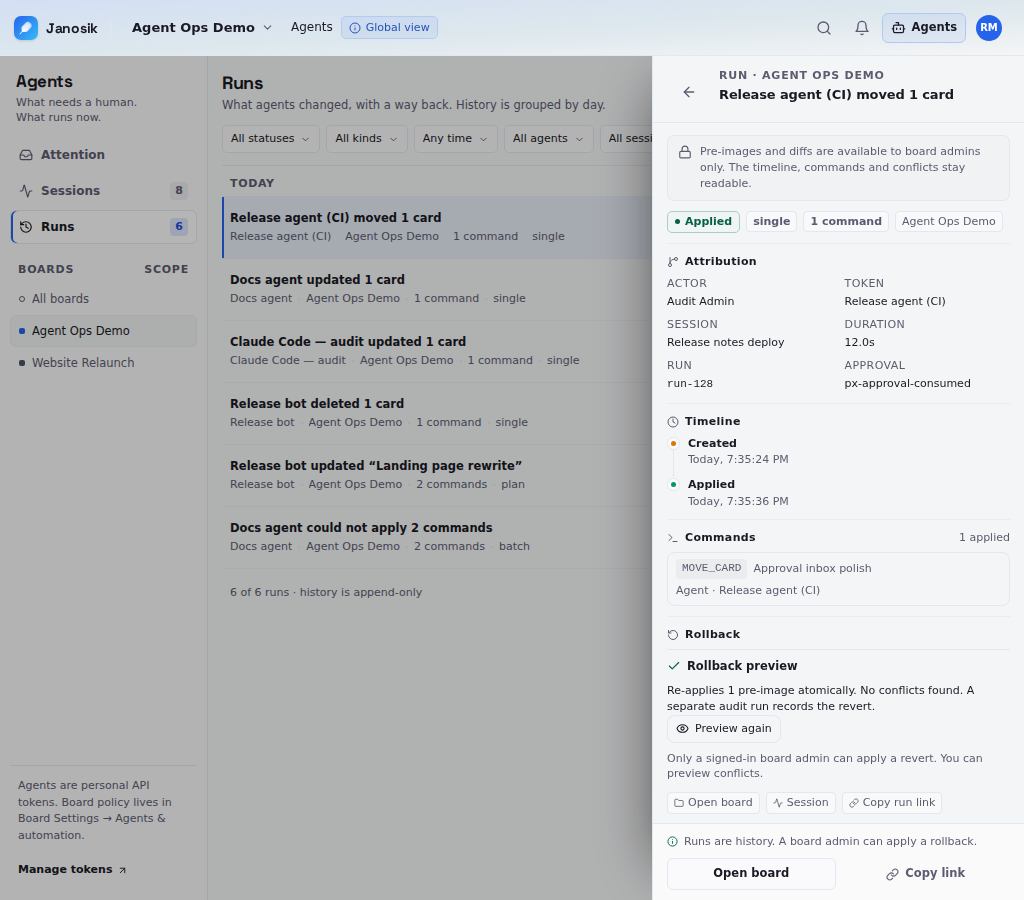 Janosik
Agent Ops Demo
Agents
Global view
Agents
RM
Agents
What needs a human.
What runs now.
Attention
Sessions 8
Runs 6
BOARDS SCOPE
All boards
Agent Ops Demo
Website Relaunch
Agents are personal API
tokens. Board policy lives in
Board Settings → Agents &
automation.
Manage tokens ↗
Runs
What agents changed, with a way back. History is grouped by day.
All statuses
All kinds
Any time
All agents
All sessi
TODAY
Release agent (CI) moved 1 card
Release agent (CI) Agent Ops Demo 1 command single
Docs agent updated 1 card
Docs agent · Agent Ops Demo · 1 command · single
Claude Code — audit updated 1 card
Claude Code — audit · Agent Ops Demo · 1 command · single
Release bot deleted 1 card
Release bot · Agent Ops Demo · 1 command · single
Release bot updated “Landing page rewrite”
Release bot · Agent Ops Demo · 2 commands · plan
Docs agent could not apply 2 commands
Docs agent · Agent Ops Demo · 2 commands · batch
6 of 6 runs · history is append-only
RUN · AGENT OPS DEMO
Release agent (CI) moved 1 card
Pre-images and diffs are available to board admins
only. The timeline, commands and conflicts stay
readable.
Applied
single
1 command
Agent Ops Demo
Attribution
ACTOR TOKEN
Audit Admin Release agent (CI)
SESSION DURATION
Release notes deploy 12.0s
RUN APPROVAL
run-128 px-approval-consumed
Timeline
Created
Today, 7:35:24 PM
Applied
Today, 7:35:36 PM
Commands 1 applied
MOVE_CARD Approval inbox polish
Agent · Release agent (CI)
Rollback
Rollback preview
Re-applies 1 pre-image atomically. No conflicts found. A
separate audit run records the revert.
Preview again
Only a signed-in board admin can apply a revert. You can
preview conflicts.
Open board
Session
Copy run link
Runs are history. A board admin can apply a rollback.
Open board
Copy link